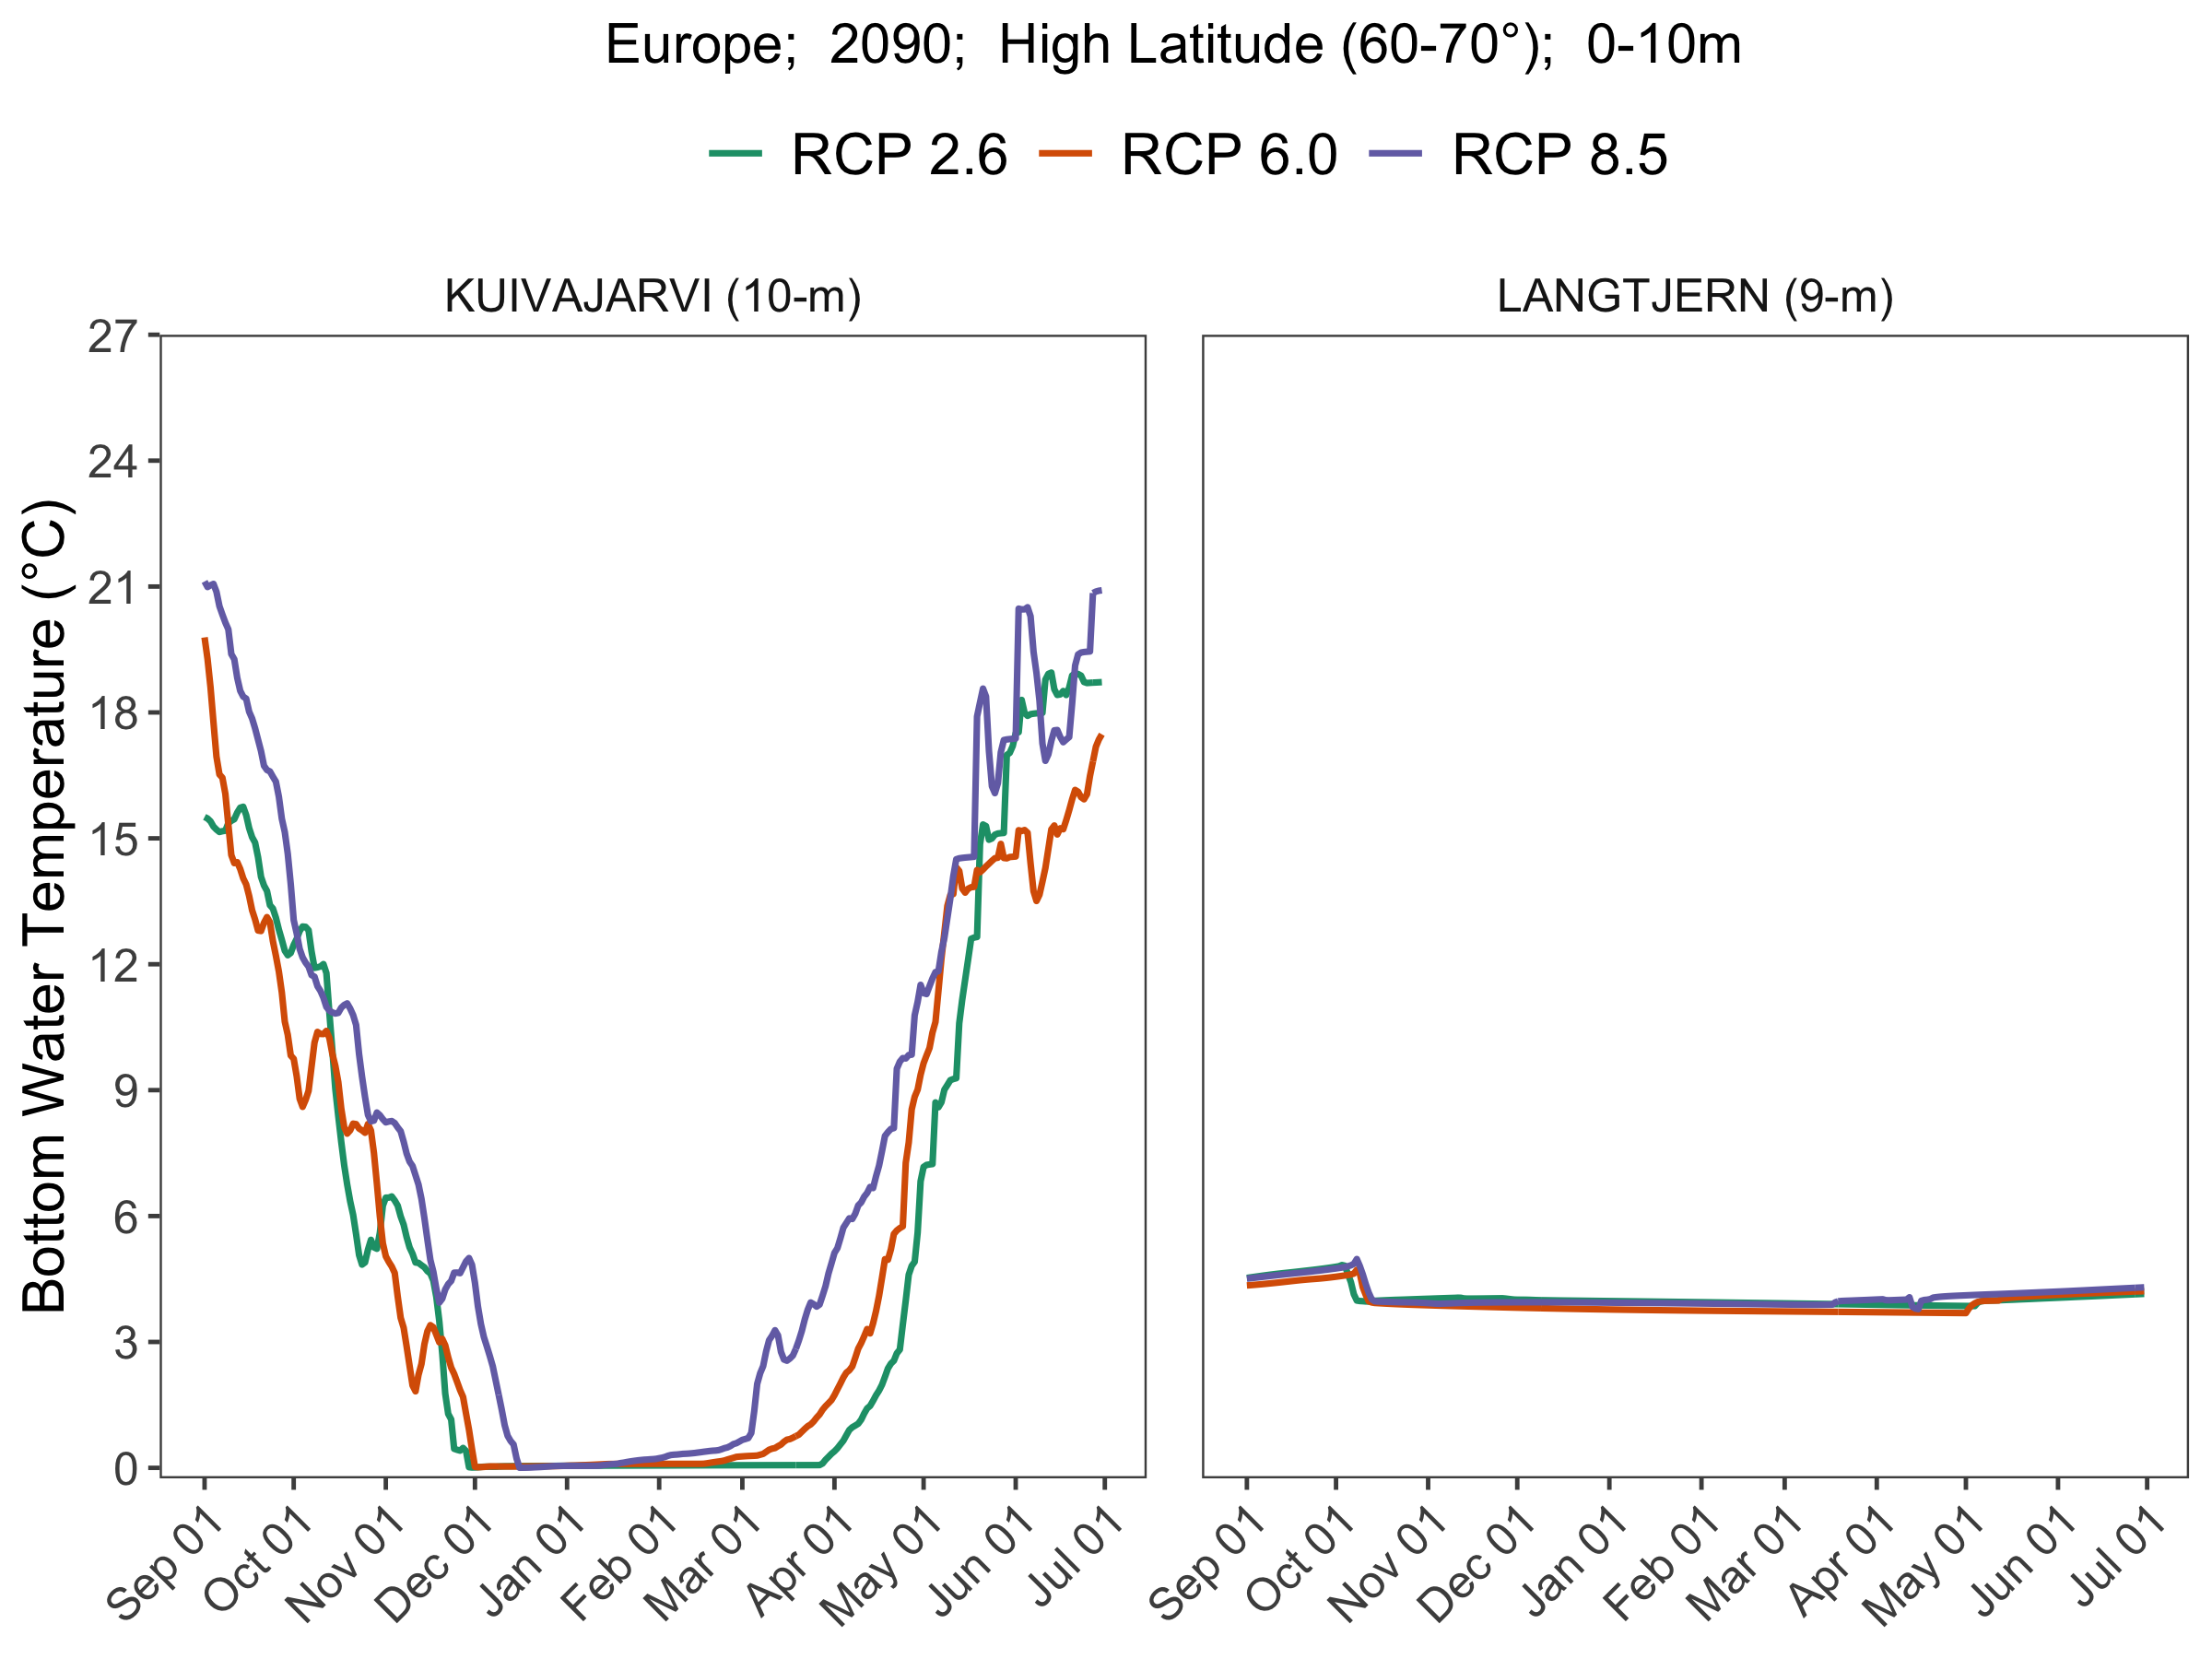 Europe; 2090; High Latitude (60-70°); 0-10m
RCP 2.6 RCP 6.0 RCP 8.5
KUIVAJARVI (10-m) LANGTJERN (9-m)
Bottom Water Temperature (°C)
27
24
21
18
15
12
9
6
3
0
Sep 01 Oct 01 Nov 01 Dec 01 Jan 01 Feb 01 Mar 01 Apr 01 May 01 Jun 01 Jul 01 Sep 01 Oct 01 Nov 01 Dec 01 Jan 01 Feb 01 Mar 01 Apr 01 May 01 Jun 01 Jul 01